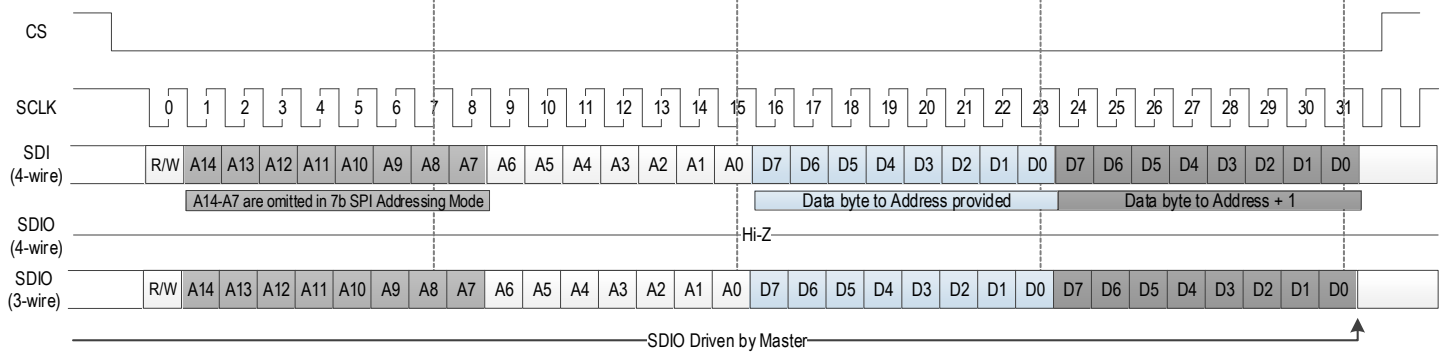 CS
SCLK 0 1 2 3 4 5 6 7 8 9 10 11 12 13 14 15 16 17 18 19 20 21 22 23 24 25 26 27 28 29 30 31
SDI
(4-wire)
R/W A14 A13 A12 A11 A10 A9 A8 A7 A6 A5 A4 A3 A2 A1 A0 D7 D6 D5 D4 D3 D2 D1 D0 D7 D6 D5 D4 D3 D2 D1 D0
A14-A7 are omitted in 7b SPI Addressing Mode
Data byte to Address provided
Data byte to Address + 1
SDIO
(4-wire)
Hi-Z
SDIO
(3-wire)
R/W A14 A13 A12 A11 A10 A9 A8 A7 A6 A5 A4 A3 A2 A1 A0 D7 D6 D5 D4 D3 D2 D1 D0 D7 D6 D5 D4 D3 D2 D1 D0
SDIO Driven by Master